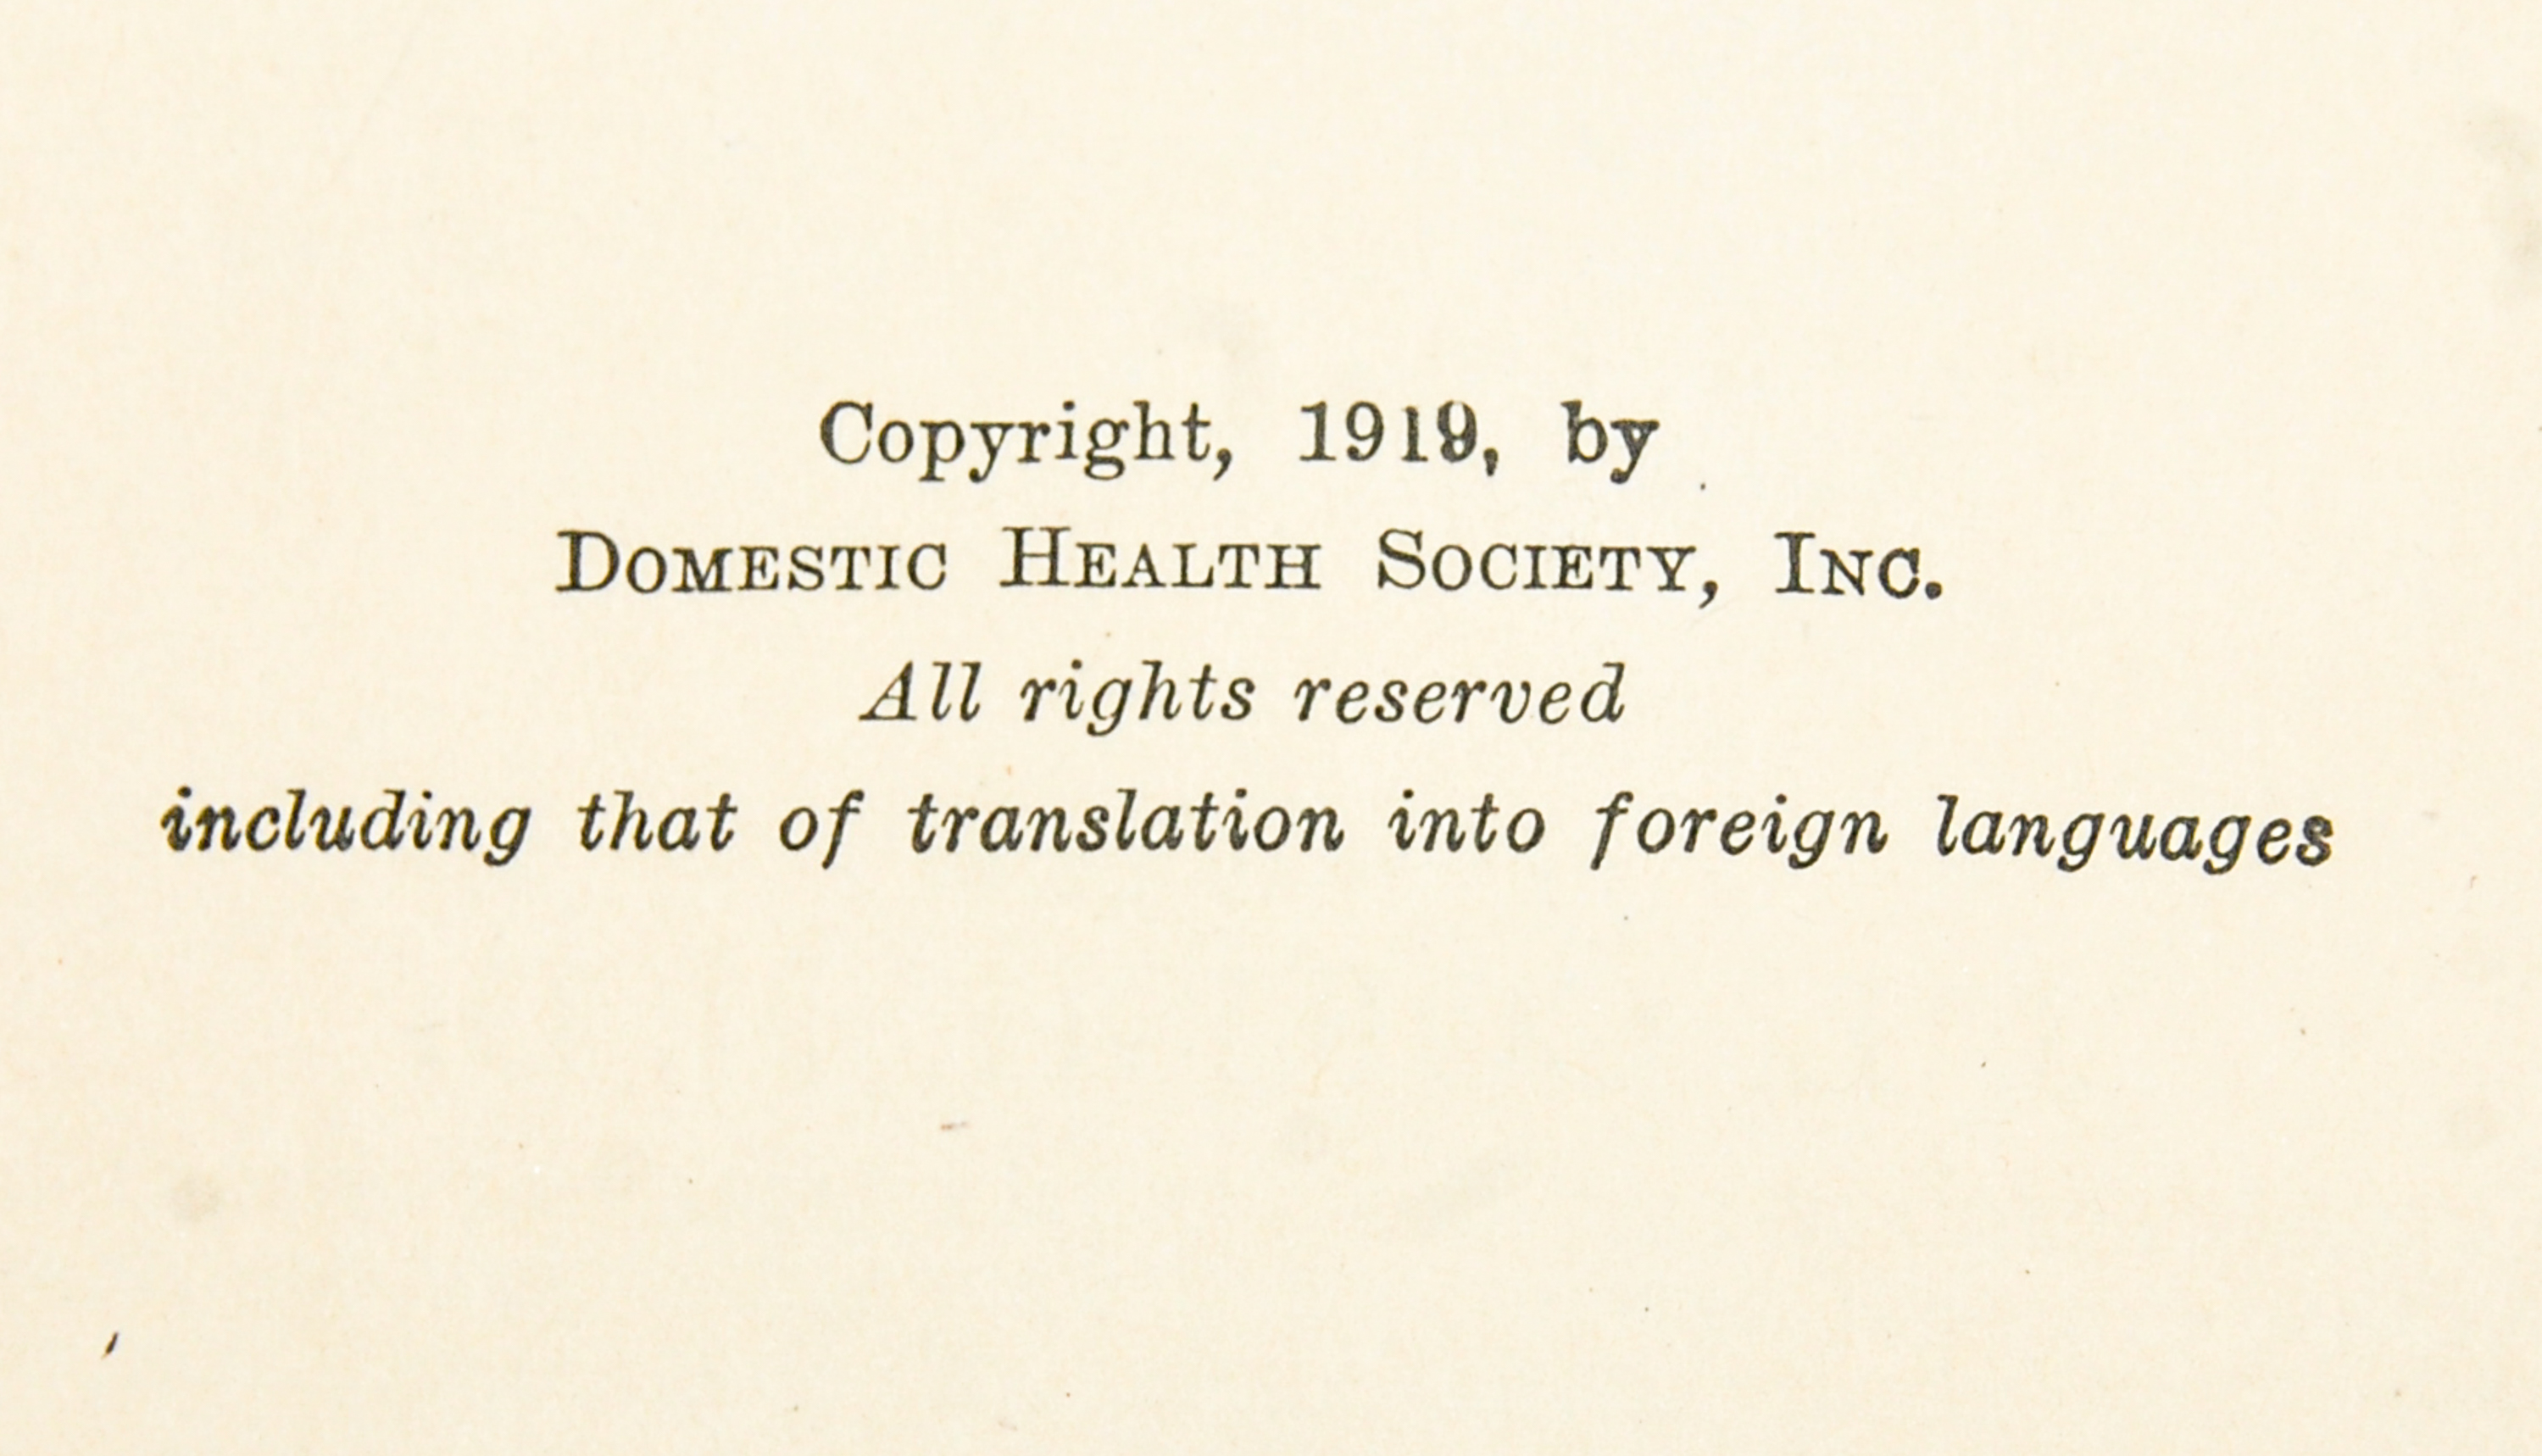 Copyright, 1919, by
DOMESTIC HEALTH SOCIETY, INC.
All rights reserved
including that of translation into foreign languages